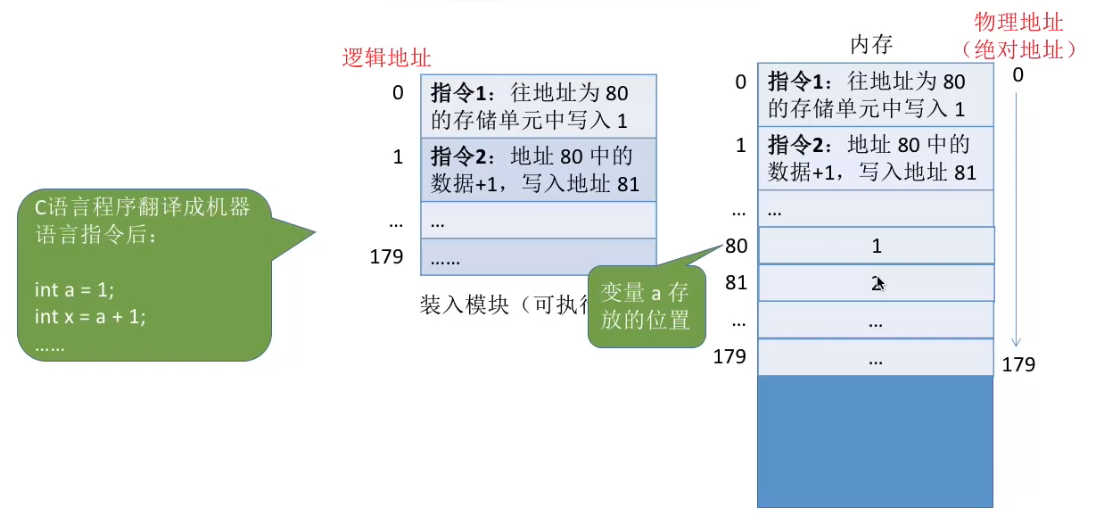 逻辑地址
0
指令1：往地址为 80
的存储单元中写入 1
1
指令2：地址 80 中的
数据+1，写入地址 81
…
…
179
……
装入模块（可执行
C语言程序翻译成机器
语言指令后：
int a = 1;
int x = a + 1;
……
变量 a 存
放的位置
内存
物理地址
（绝对地址）
0
指令1：往地址为 80
的存储单元中写入 1
1
指令2：地址 80 中的
数据+1，写入地址 81
…
…
80
1
81
2
…
…
179
…
0
179